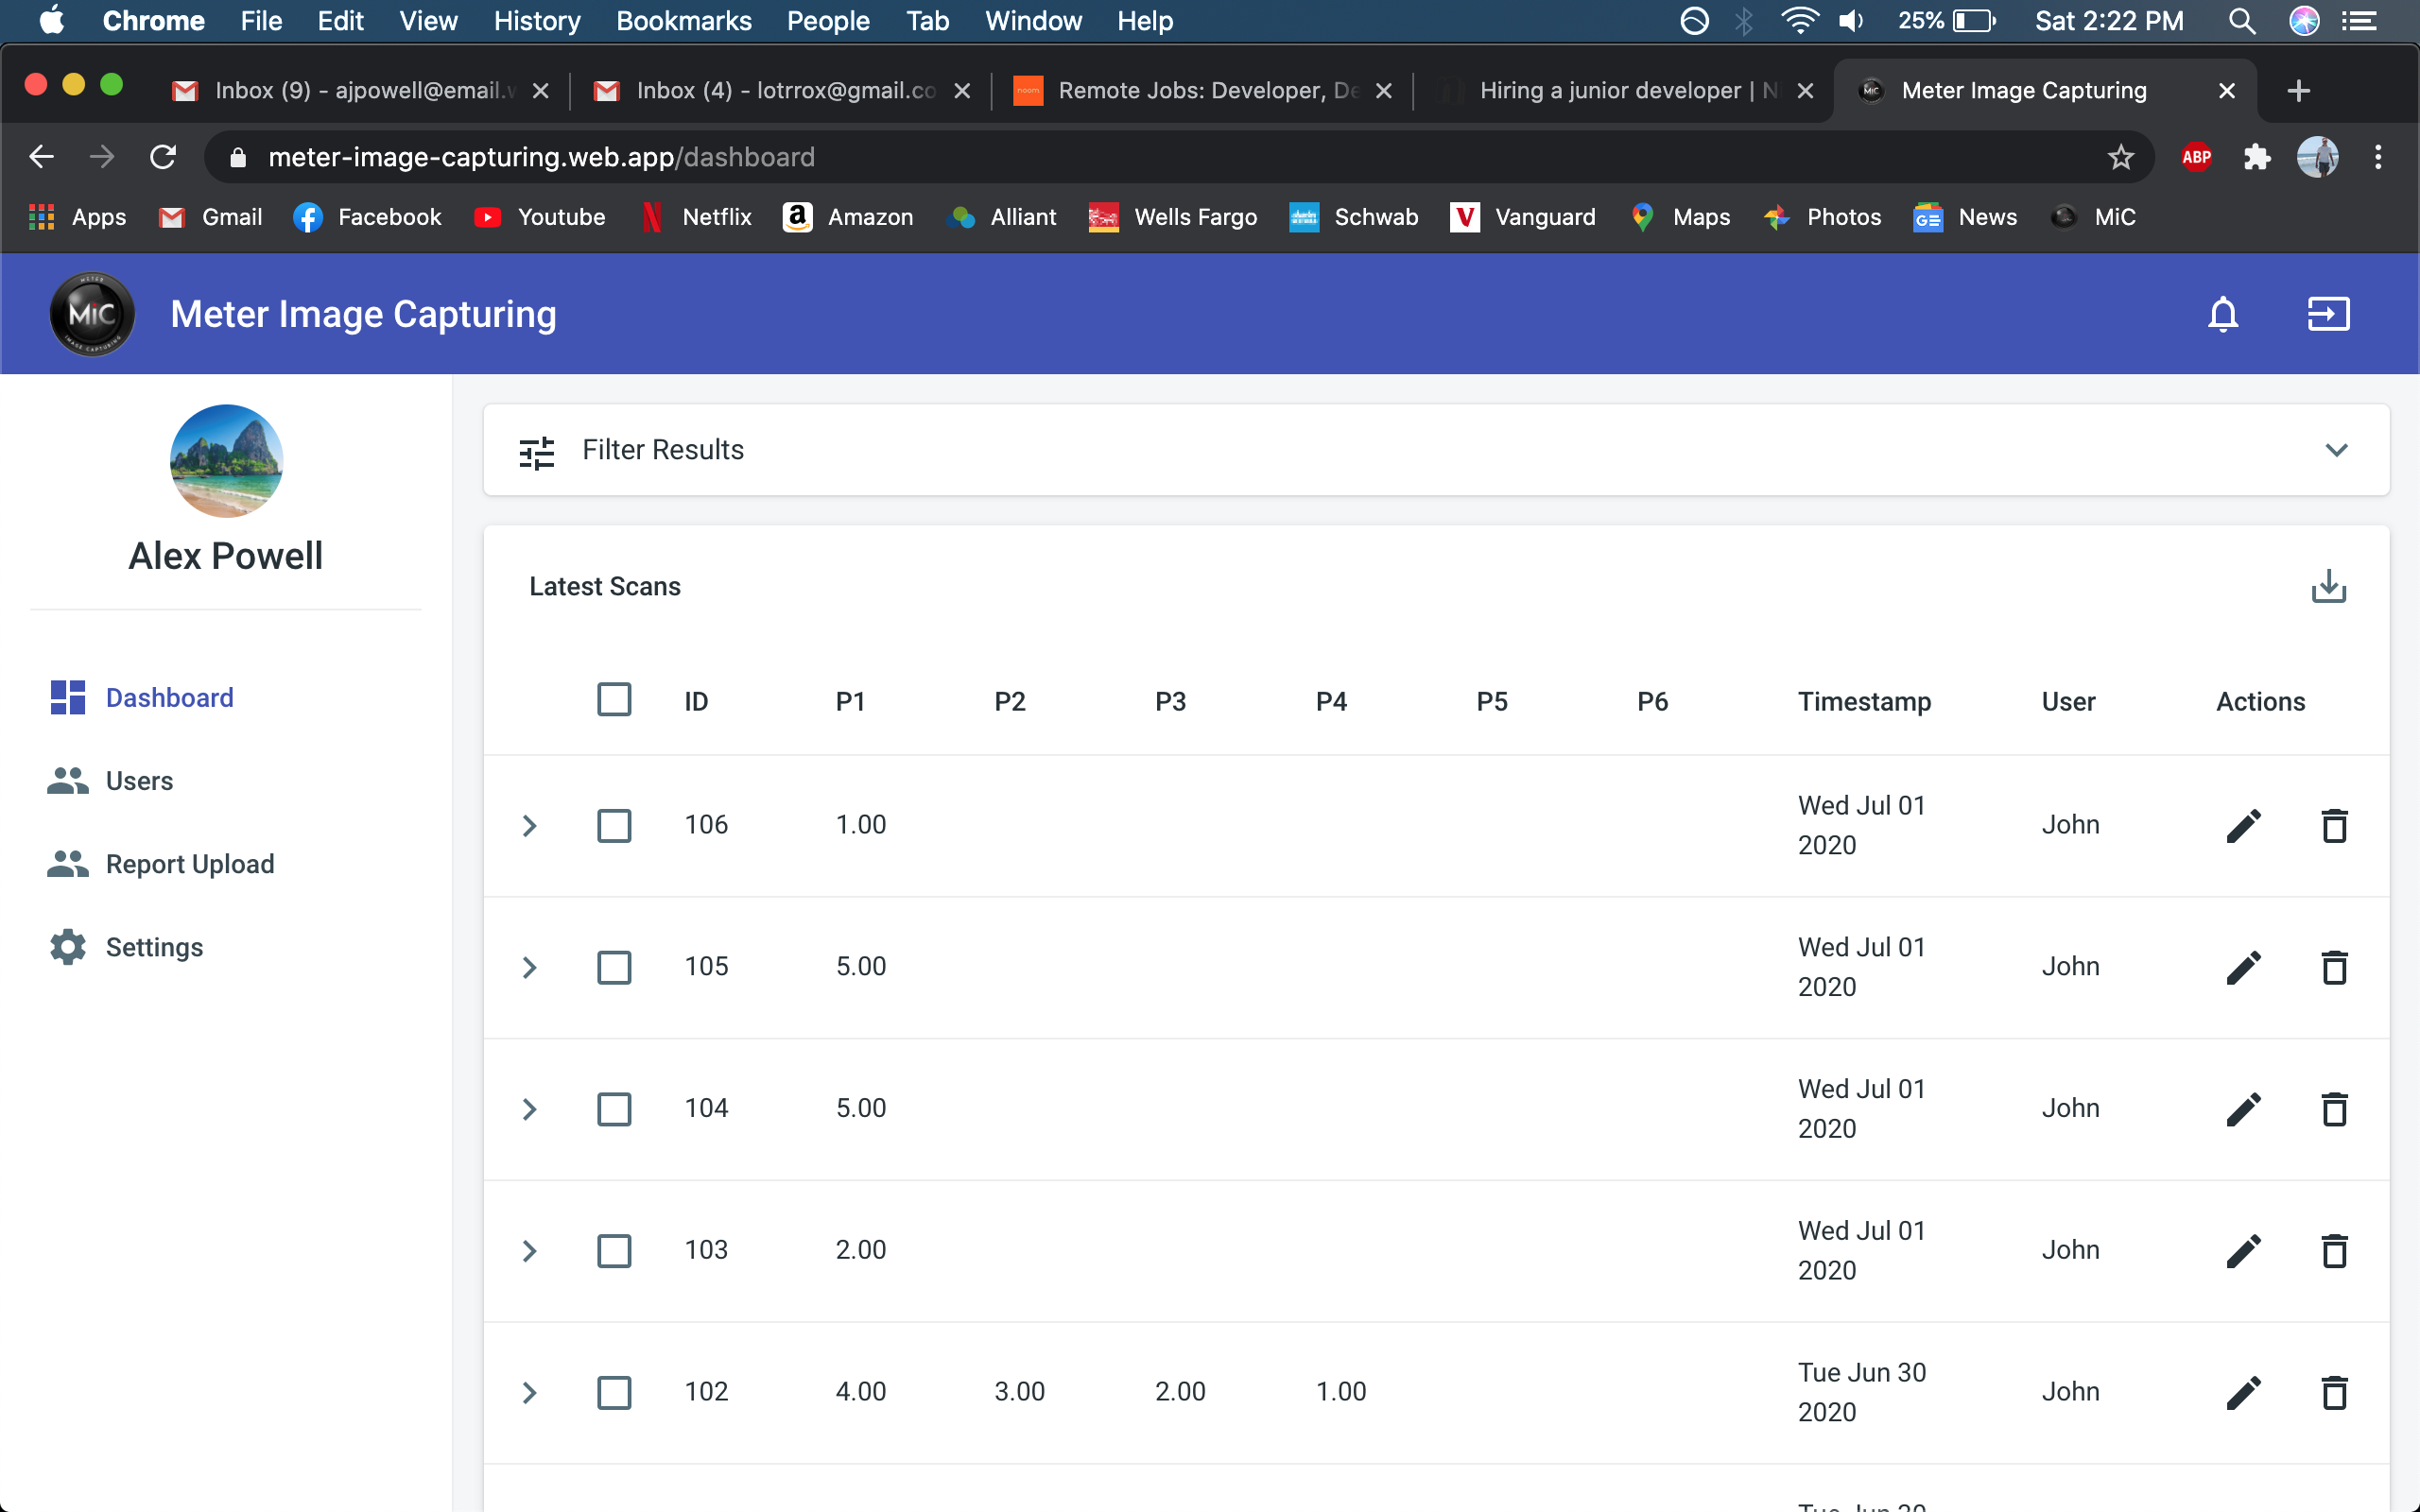 Chrome File Edit View History Bookmarks People Tab Window Help 25% Sat 2:22 PM
Inbox (9) - ajpowell@email.w Inbox (4) - lotrrox@gmail.co Remote Jobs: Developer, De Hiring a junior developer | N Meter Image Capturing
meter-image-capturing.web.app/dashboard ABP
Apps Gmail Facebook Youtube Netflix Amazon Alliant Wells Fargo Schwab Vanguard Maps Photos News MiC
METER
MiC
IMAGE CAPTURING
Meter Image Capturing
Alex Powell
Dashboard
Users
Report Upload
Settings
Filter Results
Latest Scans
ID P1 P2 P3 P4 P5 P6 Timestamp User Actions
106 1.00 Wed Jul 01 2020 John
105 5.00 Wed Jul 01 2020 John
104 5.00 Wed Jul 01 2020 John
103 2.00 Wed Jul 01 2020 John
102 4.00 3.00 2.00 1.00 Tue Jun 30 2020 John
Tue Jun 30